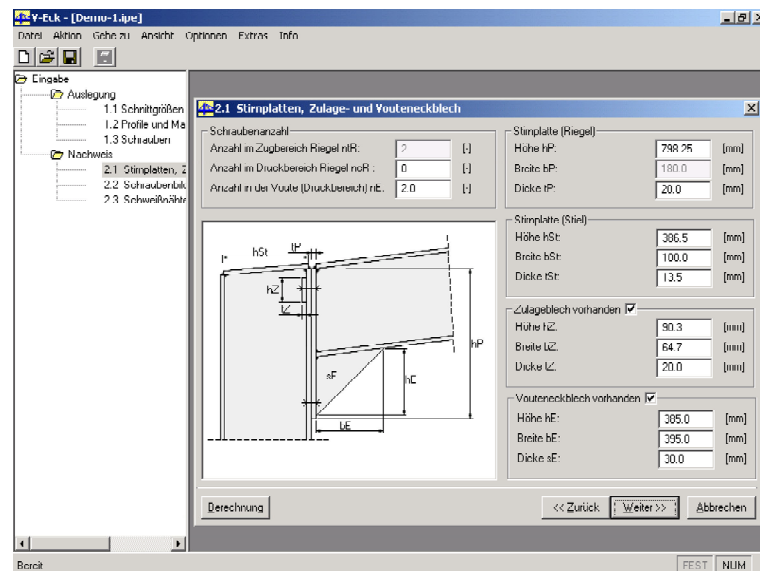 V-Eck - [Demo-1.ipe]
Datei Aktion Gehe zu Ansicht Optionen Extras Info
Eingabe
Auslegung
1.1 Schnittgrößen
1.2 Profile und Ma
1.3 Schrauben
Nachweis
2.1 Stirnplatten, Z
2.2 Schraubenbild
2.3 Schweißnähte
2.1 Stirnplatten, Zulage- und Vouteneckblech
Schraubenanzahl
Anzahl im Zugbereich Riegel ntR: 2 [-]
Anzahl im Druckbereich Riegel ncR : 0 [-]
Anzahl in der Voute (Druckbereich) nE: 2.0 [-]
Stirnplatte (Riegel)
Höhe hP: 798.25 [mm]
Breite bP: 180.0 [mm]
Dicke tP: 20.0 [mm]
Stirnplatte (Stiel)
Höhe hSt: 386.5 [mm]
Breite bSt: 100.0 [mm]
Dicke tSt: 13.5 [mm]
Zulageblech vorhanden
Höhe hZ: 90.3 [mm]
Breite bZ: 64.7 [mm]
Dicke tZ: 20.0 [mm]
Vouteneckblech vorhanden
Höhe hE: 385.0 [mm]
Breite bE: 395.0 [mm]
Dicke sE: 30.0 [mm]
hSt
tP
hZ
tZ
hP
sE
hE
bE
Berechnung
<< Zurück
Weiter >>
Abbrechen
Bereit
FEST NUM